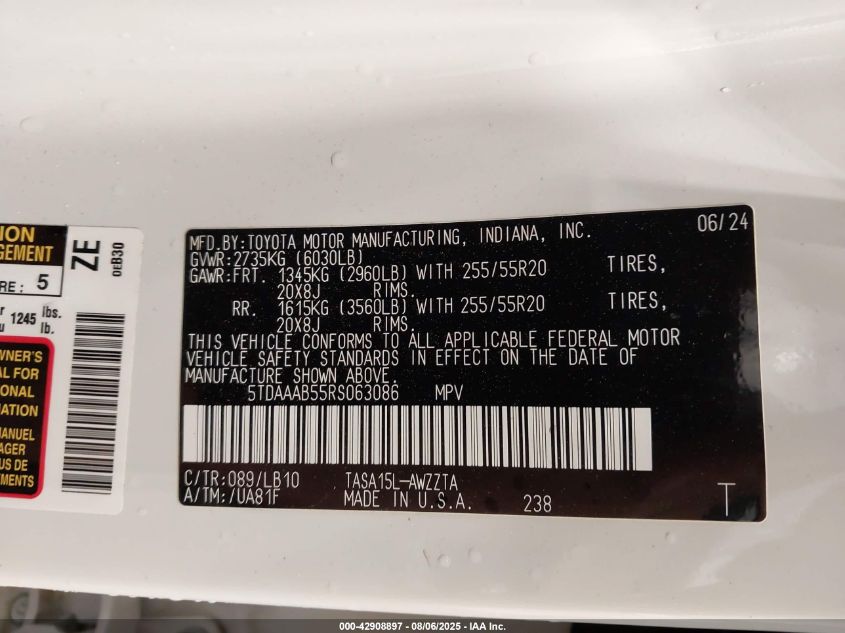 ION
GEMENT
RE: 5
1245 lbs.
lb.
WNER'S
AL FOR
ONAL
ATION
MANUEL
AGER
US DE
EMENTS
ZE
0EB30
06/24
MFD.BY:TOYOTA MOTOR MANUFACTURING, INDIANA, INC.
GVWR:2735KG (6030LB)
GAWR:FRT. 1345KG (2960LB) WITH 255/55R20 TIRES,
20X8J RIMS.
RR. 1615KG (3560LB) WITH 255/55R20 TIRES,
20X8J RIMS.
THIS VEHICLE CONFORMS TO ALL APPLICABLE FEDERAL MOTOR
VEHICLE SAFETY STANDARDS IN EFFECT ON THE DATE OF
MANUFACTURE SHOWN ABOVE.
5TDAAAB55RS063086 MPV
C/TR:089/LB10 TASA15L-AWZZTA
A/TM:/UA81F MADE IN U.S.A. 238 T
000-42908897 - 08/06/2025 - IAA Inc.